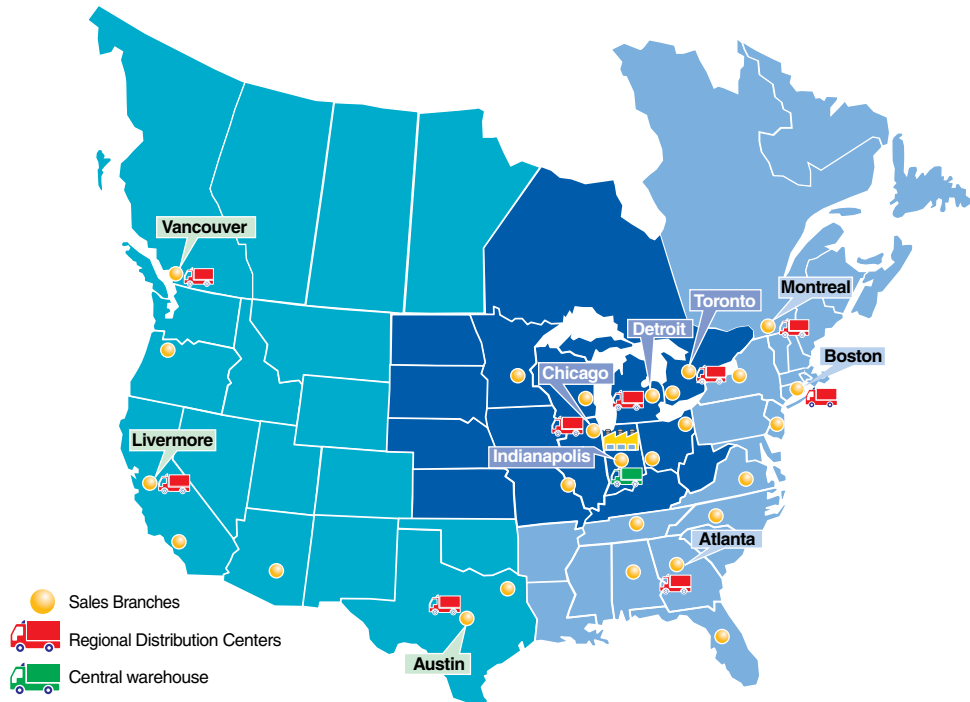 Vancouver
Montreal
Toronto
Detroit
Boston
Chicago
Livermore
Indianapolis
Atlanta
Sales Branches
Regional Distribution Centers
Austin
Central warehouse